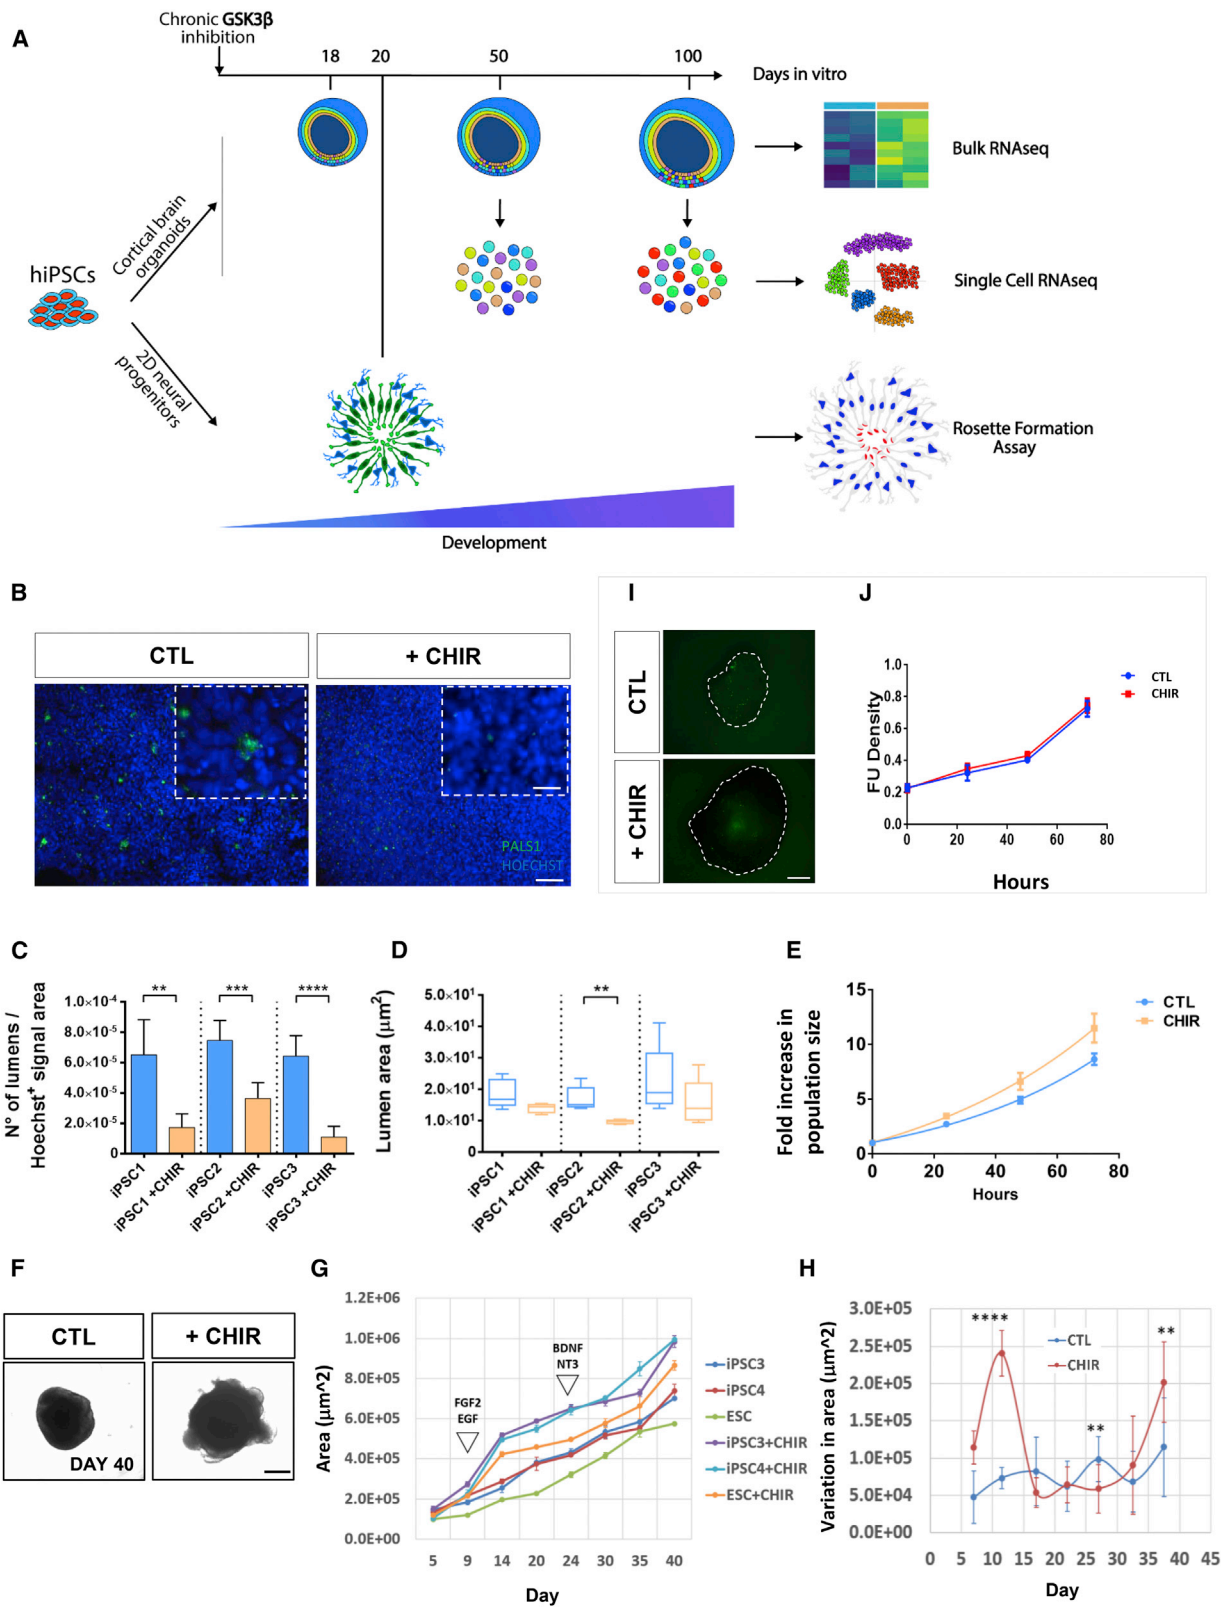 A
Chronic GSK3β
inhibition
18
20
50
100
Days in vitro
Bulk RNAseq
Cortical brain
organoids
hiPSCs
Single Cell RNAseq
2D neural
progenitors
Rosette Formation
Assay
Development
B
CTL
+ CHIR
PALS1
HOECHST
I
CTL
+ CHIR
J
FU Density
1.0
0.8
0.6
0.4
0.2
0.0
0
20
40
60
80
Hours
CTL
CHIR
C
N° of lumens /
Hoechst⁺ signal area
1.0×10⁻⁴
8.0×10⁻⁵
6.0×10⁻⁵
4.0×10⁻⁵
2.0×10⁻⁵
0
**
***
****
iPSC1
iPSC1 +CHIR
iPSC2
iPSC2 +CHIR
iPSC3
iPSC3 +CHIR
D
Lumen area (µm²)
5.0×10¹
4.0×10¹
3.0×10¹
2.0×10¹
1.0×10¹
0
**
iPSC1
iPSC1 +CHIR
iPSC2
iPSC2 +CHIR
iPSC3
iPSC3 +CHIR
E
Fold increase in
population size
15
10
5
0
0
20
40
60
80
Hours
CTL
CHIR
F
CTL
+ CHIR
DAY 40
G
Area (µm^2)
1.2E+06
1.0E+06
8.0E+05
6.0E+05
4.0E+05
2.0E+05
0.0E+00
FGF2
EGF
BDNF
NT3
5
9
14
20
24
30
35
40
Day
iPSC3
iPSC4
ESC
iPSC3+CHIR
iPSC4+CHIR
ESC+CHIR
H
Variation in area (µm^2)
3.0E+05
2.5E+05
2.0E+05
1.5E+05
1.0E+05
5.0E+04
0.0E+00
****
**
**
CTL
CHIR
0
5
10
15
20
25
30
35
40
45
Day